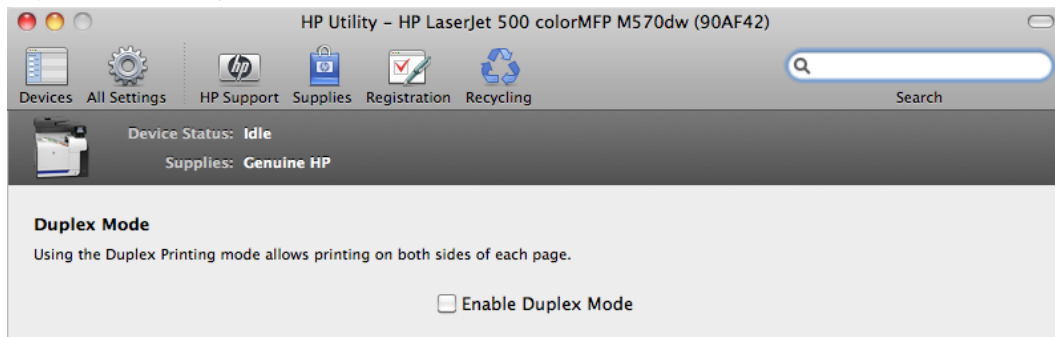 HP Utility – HP LaserJet 500 colorMFP M570dw (90AF42)
Devices All Settings HP Support Supplies Registration Recycling Search
Device Status: Idle
Supplies: Genuine HP
Duplex Mode
Using the Duplex Printing mode allows printing on both sides of each page.
Enable Duplex Mode